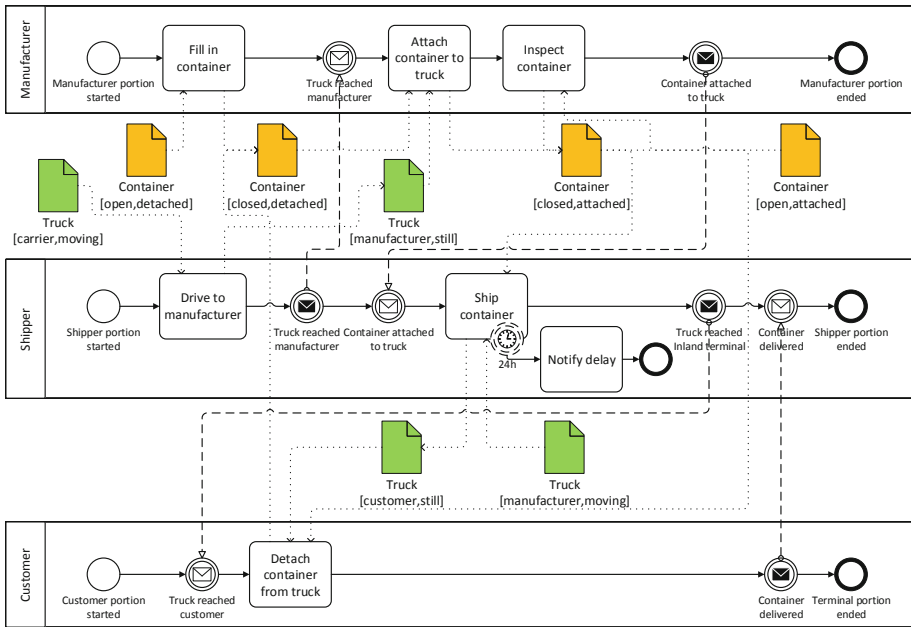 Manufacturer
Fill in
container
Attach
container to
truck
Inspect
container
Manufacturer portion
started
Truck reached
manufacturer
Container attached
to truck
Manufacturer portion
ended
Container
[open,detached]
Container
[closed,detached]
Container
[closed,attached]
Container
[open,attached]
Truck
[carrier,moving]
Truck
[manufacturer,still]
Shipper
Drive to
manufacturer
Ship
container
Shipper portion
started
Truck reached
manufacturer
Container attached
to truck
Truck reached
Inland terminal
Container
delivered
Shipper portion
ended
24h
Notify delay
Truck
[customer,still]
Truck
[manufacturer,moving]
Customer
Detach
container
from truck
Customer portion
started
Truck reached
customer
Container
delivered
Terminal portion
ended